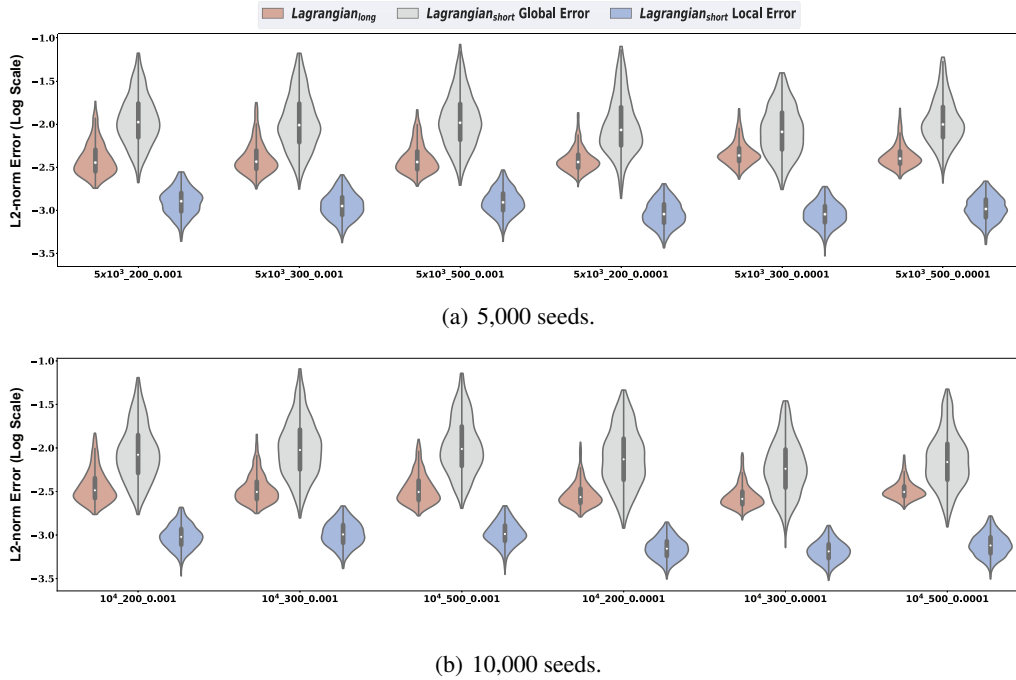 Lagrangian_long Lagrangian_short Global Error Lagrangian_short Local Error
L2-norm Error (Log Scale)
−1.0
−1.5
−2.0
−2.5
−3.0
−3.5
5x10³_200_0.001 5x10³_300_0.001 5x10³_500_0.001 5x10³_200_0.0001 5x10³_300_0.0001 5x10³_500_0.0001
(a) 5,000 seeds.
L2-norm Error (Log Scale)
−1.0
−1.5
−2.0
−2.5
−3.0
−3.5
10⁴_200_0.001 10⁴_300_0.001 10⁴_500_0.001 10⁴_200_0.0001 10⁴_300_0.0001 10⁴_500_0.0001
(b) 10,000 seeds.